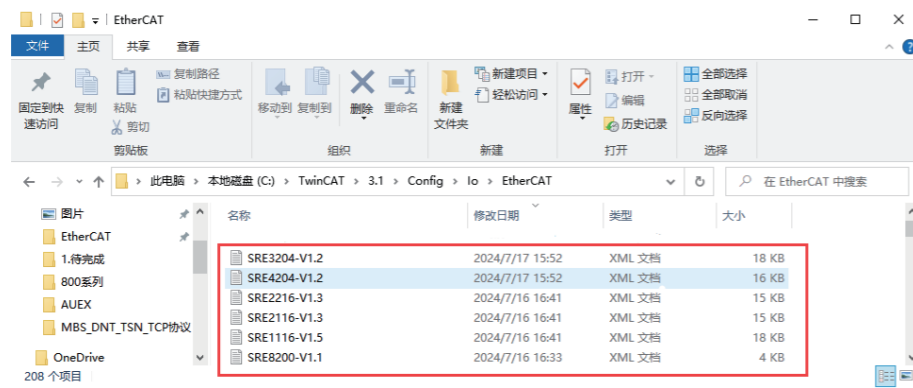 EtherCAT
文件 主页 共享 查看
固定到快速访问
复制
粘贴
复制路径
粘贴快捷方式
剪切
移动到
复制到
删除
重命名
新建文件夹
新建项目
轻松访问
属性
打开
编辑
历史记录
全部选择
全部取消
反向选择
剪贴板 组织 新建 打开 选择
此电脑 › 本地磁盘 (C:) › TwinCAT › 3.1 › Config › Io › EtherCAT
在 EtherCAT 中搜索
图片
EtherCAT
1.待完成
800系列
AUEX
MBS_DNT_TSN_TCP协议
OneDrive
名称 修改日期 类型 大小
SRE3204-V1.2 2024/7/17 15:52 XML 文档 18 KB
SRE4204-V1.2 2024/7/17 15:52 XML 文档 16 KB
SRE2216-V1.3 2024/7/16 16:41 XML 文档 15 KB
SRE2116-V1.3 2024/7/16 16:41 XML 文档 15 KB
SRE1116-V1.5 2024/7/16 16:41 XML 文档 18 KB
SRE8200-V1.1 2024/7/16 16:33 XML 文档 4 KB
208 个项目